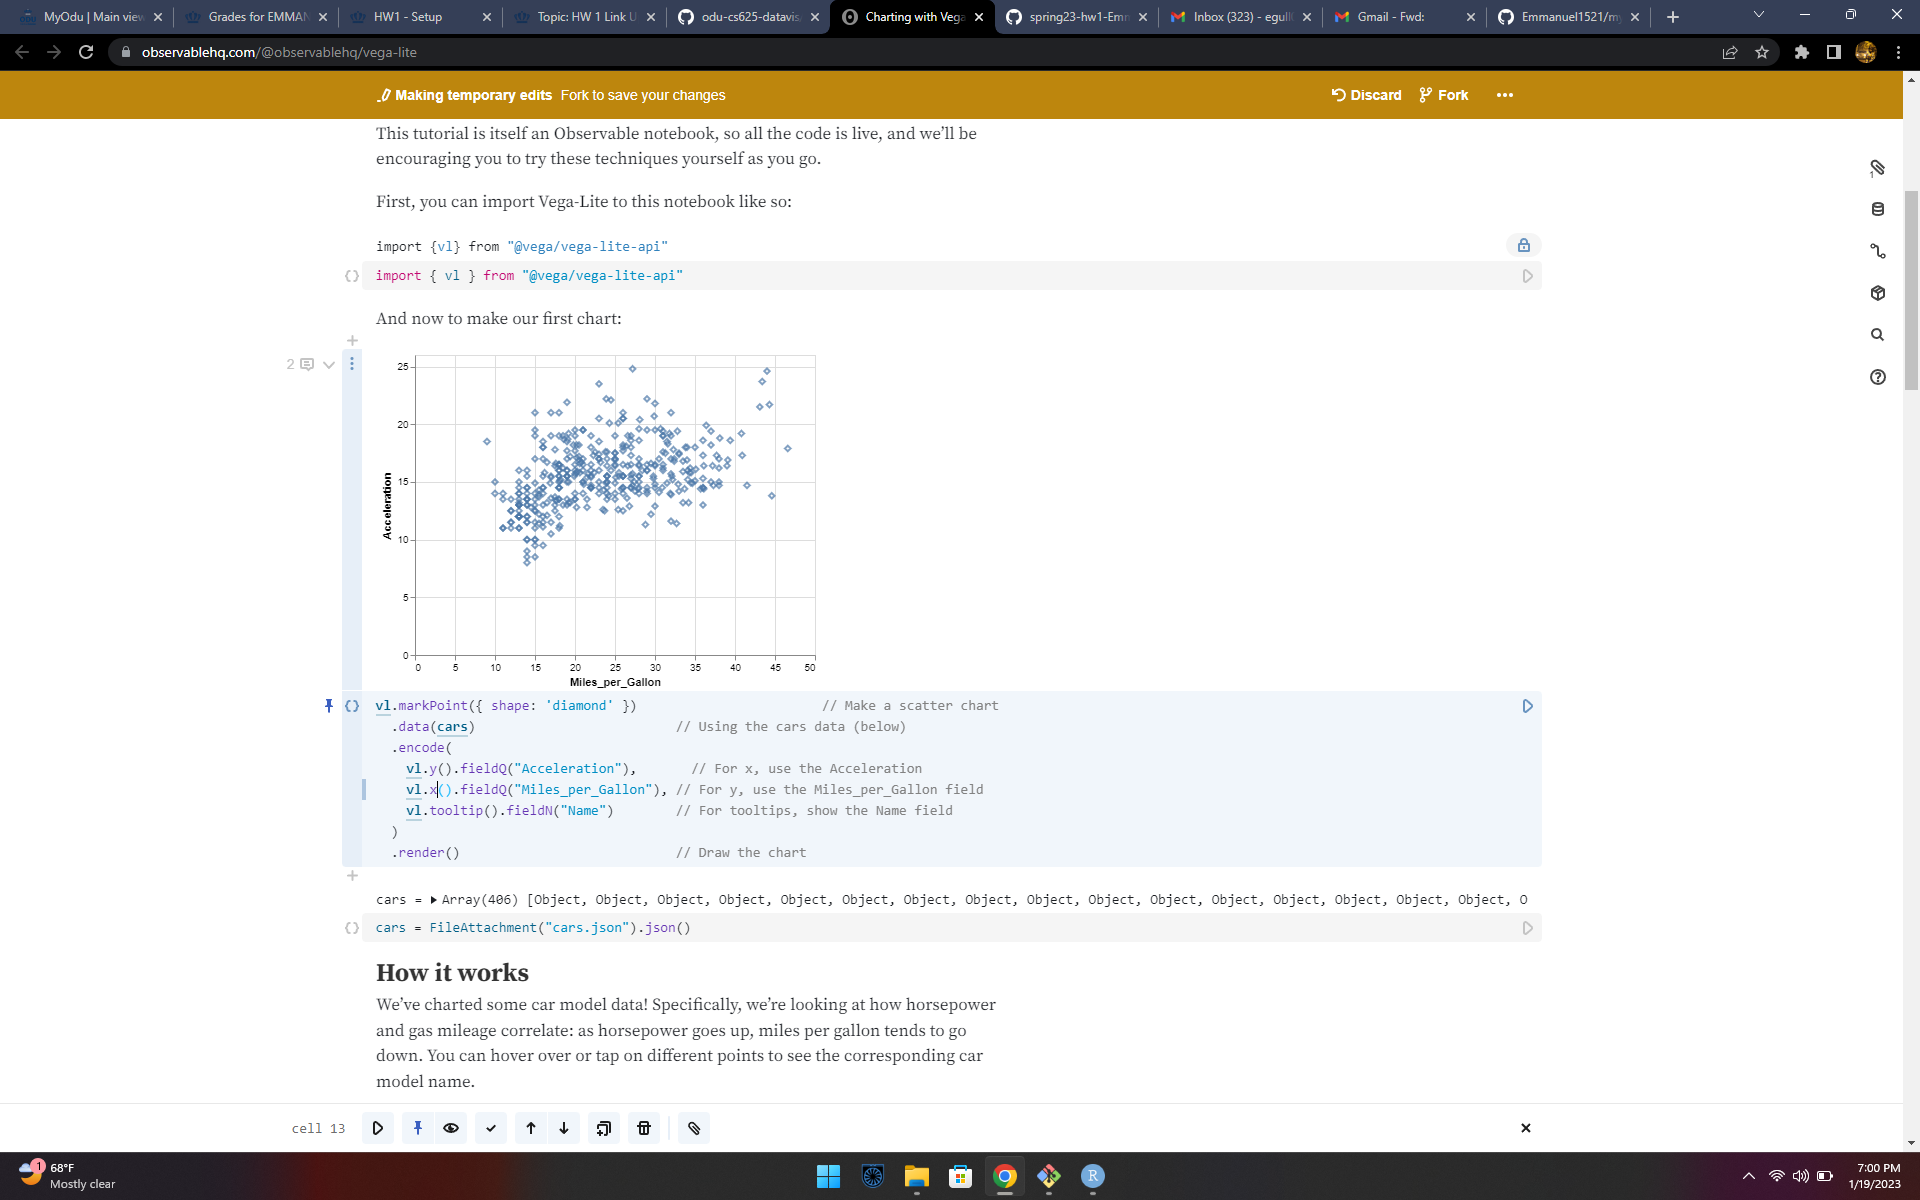 MyOdu | Main view
Grades for EMMAN
HW1 - Setup
Topic: HW 1 Link U
odu-cs625-datavis
Charting with Vega
spring23-hw1-Emr
Inbox (323) - egull
Gmail - Fwd:
Emmanuel1521/my
observablehq.com/@observablehq/vega-lite
Making temporary edits Fork to save your changes
Discard
Fork
This tutorial is itself an Observable notebook, so all the code is live, and we’ll be
encouraging you to try these techniques yourself as you go.
First, you can import Vega-Lite to this notebook like so:
import {vl} from "@vega/vega-lite-api"
import { vl } from "@vega/vega-lite-api"
And now to make our first chart:
2
25
20
15
10
5
0
Acceleration
0 5 10 15 20 25 30 35 40 45 50
Miles_per_Gallon
vl.markPoint({ shape: 'diamond' }) // Make a scatter chart
.data(cars) // Using the cars data (below)
.encode(
vl.y().fieldQ("Acceleration"), // For x, use the Acceleration
vl.x().fieldQ("Miles_per_Gallon"), // For y, use the Miles_per_Gallon field
vl.tooltip().fieldN("Name") // For tooltips, show the Name field
)
.render() // Draw the chart
cars = ▸Array(406) [Object, Object, Object, Object, Object, Object, Object, Object, Object, Object, Object, Object, Object, Object, Object, Object, O
cars = FileAttachment("cars.json").json()
How it works
We’ve charted some car model data! Specifically, we’re looking at how horsepower
and gas mileage correlate: as horsepower goes up, miles per gallon tends to go
down. You can hover over or tap on different points to see the corresponding car
model name.
cell 13
1
68°F
Mostly clear
R
7:00 PM
1/19/2023